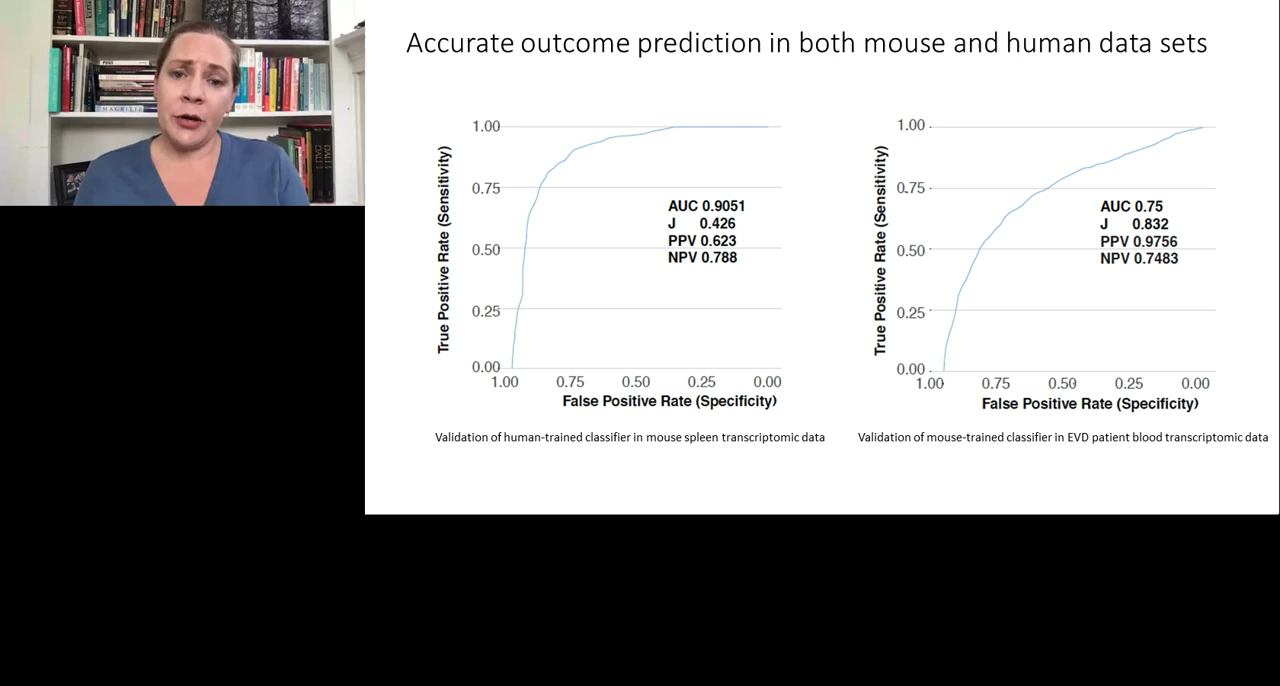 Accurate outcome prediction in both mouse and human data sets
True Positive Rate (Sensitivity)
1.00
0.75
0.50
0.25
0.00
AUC 0.9051
J 0.426
PPV 0.623
NPV 0.788
1.00 0.75 0.50 0.25 0.00
False Positive Rate (Specificity)
Validation of human-trained classifier in mouse spleen transcriptomic data
True Positive Rate (Sensitivity)
1.00
0.75
0.50
0.25
0.00
AUC 0.75
J 0.832
PPV 0.9756
NPV 0.7483
1.00 0.75 0.50 0.25 0.00
False Positive Rate (Specificity)
Validation of mouse-trained classifier in EVD patient blood transcriptomic data